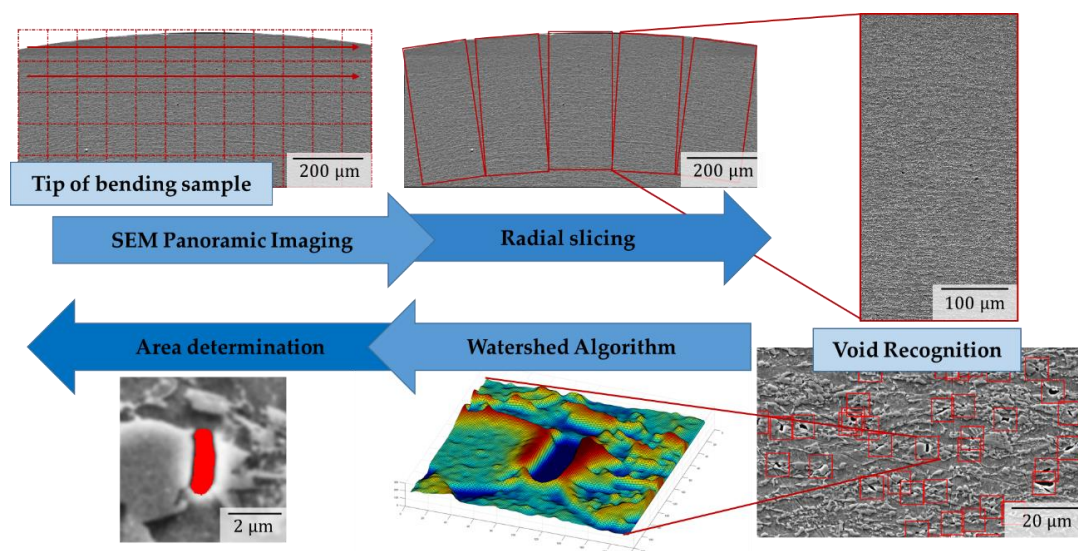 200 μm
200 μm
Tip of bending sample
SEM Panoramic Imaging
Radial slicing
100 μm
Area determination
Watershed Algorithm
Void Recognition
2 μm
20 μm